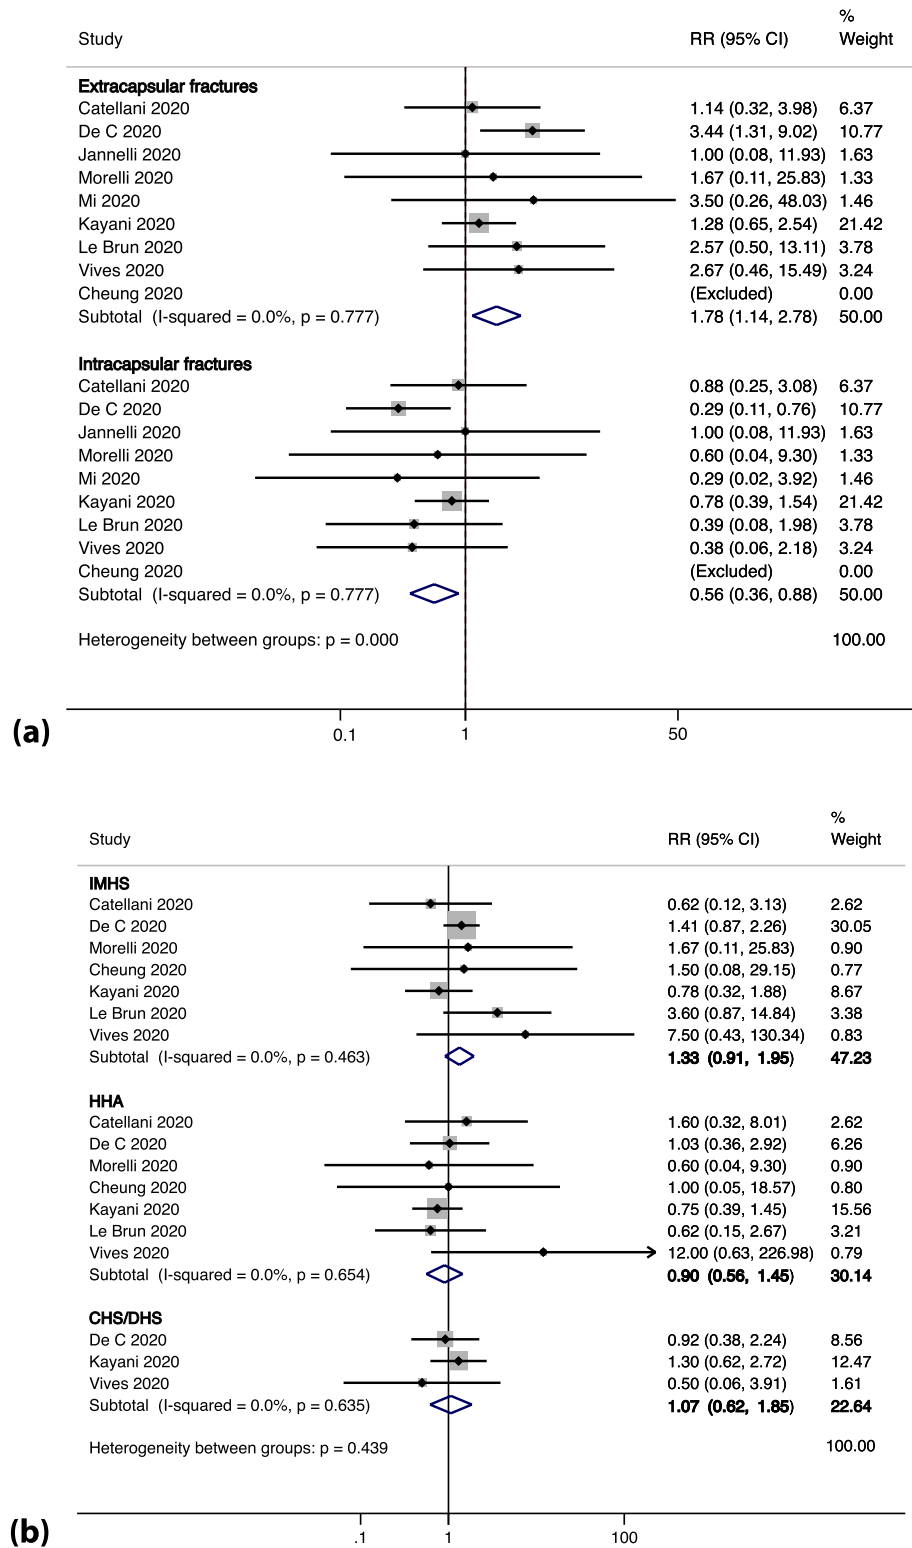 %
Study RR (95% CI) Weight
Extracapsular fractures
Catellani 2020 1.14 (0.32, 3.98) 6.37
De C 2020 3.44 (1.31, 9.02) 10.77
Jannelli 2020 1.00 (0.08, 11.93) 1.63
Morelli 2020 1.67 (0.11, 25.83) 1.33
Mi 2020 3.50 (0.26, 48.03) 1.46
Kayani 2020 1.28 (0.65, 2.54) 21.42
Le Brun 2020 2.57 (0.50, 13.11) 3.78
Vives 2020 2.67 (0.46, 15.49) 3.24
Cheung 2020 (Excluded) 0.00
Subtotal (I-squared = 0.0%, p = 0.777) 1.78 (1.14, 2.78) 50.00
Intracapsular fractures
Catellani 2020 0.88 (0.25, 3.08) 6.37
De C 2020 0.29 (0.11, 0.76) 10.77
Jannelli 2020 1.00 (0.08, 11.93) 1.63
Morelli 2020 0.60 (0.04, 9.30) 1.33
Mi 2020 0.29 (0.02, 3.92) 1.46
Kayani 2020 0.78 (0.39, 1.54) 21.42
Le Brun 2020 0.39 (0.08, 1.98) 3.78
Vives 2020 0.38 (0.06, 2.18) 3.24
Cheung 2020 (Excluded) 0.00
Subtotal (I-squared = 0.0%, p = 0.777) 0.56 (0.36, 0.88) 50.00
Heterogeneity between groups: p = 0.000 100.00
(a) 0.1 1 50
%
Study RR (95% CI) Weight
IMHS
Catellani 2020 0.62 (0.12, 3.13) 2.62
De C 2020 1.41 (0.87, 2.26) 30.05
Morelli 2020 1.67 (0.11, 25.83) 0.90
Cheung 2020 1.50 (0.08, 29.15) 0.77
Kayani 2020 0.78 (0.32, 1.88) 8.67
Le Brun 2020 3.60 (0.87, 14.84) 3.38
Vives 2020 7.50 (0.43, 130.34) 0.83
Subtotal (I-squared = 0.0%, p = 0.463) 1.33 (0.91, 1.95) 47.23
HHA
Catellani 2020 1.60 (0.32, 8.01) 2.62
De C 2020 1.03 (0.36, 2.92) 6.26
Morelli 2020 0.60 (0.04, 9.30) 0.90
Cheung 2020 1.00 (0.05, 18.57) 0.80
Kayani 2020 0.75 (0.39, 1.45) 15.56
Le Brun 2020 0.62 (0.15, 2.67) 3.21
Vives 2020 12.00 (0.63, 226.98) 0.79
Subtotal (I-squared = 0.0%, p = 0.654) 0.90 (0.56, 1.45) 30.14
CHS/DHS
De C 2020 0.92 (0.38, 2.24) 8.56
Kayani 2020 1.30 (0.62, 2.72) 12.47
Vives 2020 0.50 (0.06, 3.91) 1.61
Subtotal (I-squared = 0.0%, p = 0.635) 1.07 (0.62, 1.85) 22.64
Heterogeneity between groups: p = 0.439 100.00
(b) .1 1 100